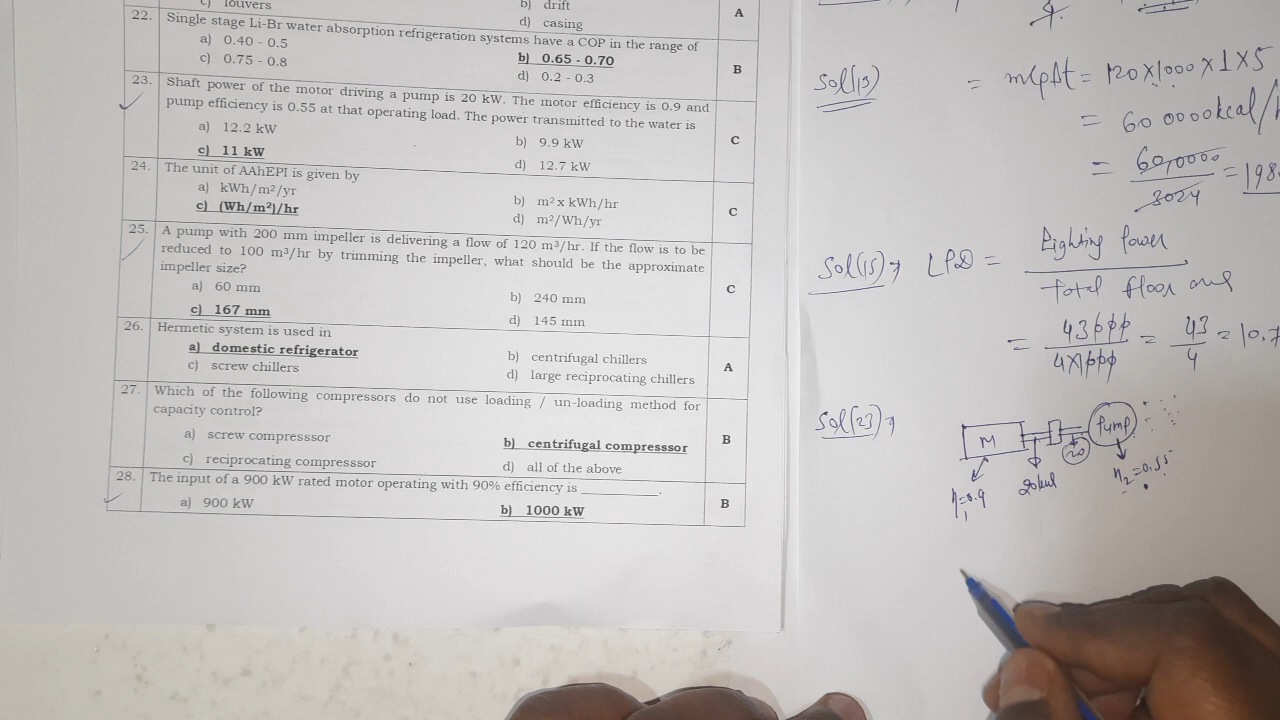 c) louvers
b) drift
d) casing
A
22. Single stage Li-Br water absorption refrigeration systems have a COP in the range of
a) 0.40 - 0.5
b) 0.65 - 0.70
c) 0.75 - 0.8
d) 0.2 - 0.3
B
23. Shaft power of the motor driving a pump is 20 kW. The motor efficiency is 0.9 and
pump efficiency is 0.55 at that operating load. The power transmitted to the water is
a) 12.2 kW
b) 9.9 kW
c) 11 kW
d) 12.7 kW
C
24. The unit of AAhEPI is given by
a) kWh/m²/yr
b) m² x kWh/hr
c) (Wh/m²)/hr
d) m²/Wh/yr
C
25. A pump with 200 mm impeller is delivering a flow of 120 m³/hr. If the flow is to be
reduced to 100 m³/hr by trimming the impeller, what should be the approximate
impeller size?
a) 60 mm
b) 240 mm
c) 167 mm
d) 145 mm
C
26. Hermetic system is used in
a) domestic refrigerator
b) centrifugal chillers
c) screw chillers
d) large reciprocating chillers
A
27. Which of the following compressors do not use loading / un-loading method for
capacity control?
a) screw compresssor
b) centrifugal compresssor
c) reciprocating compresssor
d) all of the above
B
28. The input of a 900 kW rated motor operating with 90% efficiency is ___________.
a) 900 kW
b) 1000 kW
B
Sol(13)
= mCpΔt = 120×1000×1×5
= 600000kcal/
= 60,0000
3024
= 198.
Sol(15)⇒ LPD = Lighting Power
Total floor
= 43000
4×1000
= 43
4
= 10.7
Sol(23)⇒
M
Pump
20
20kW
η₁=0.9
η₂=0.55